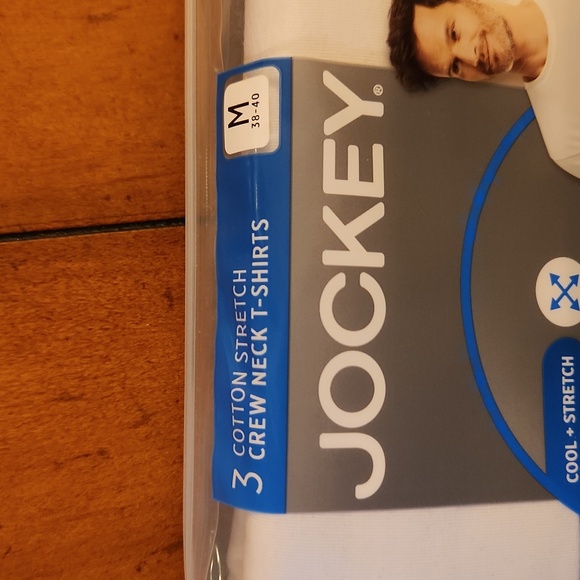 3 COTTON STRETCH
CREW NECK T-SHIRTS
M
38-40
JOCKEY®
COOL + STRETCH